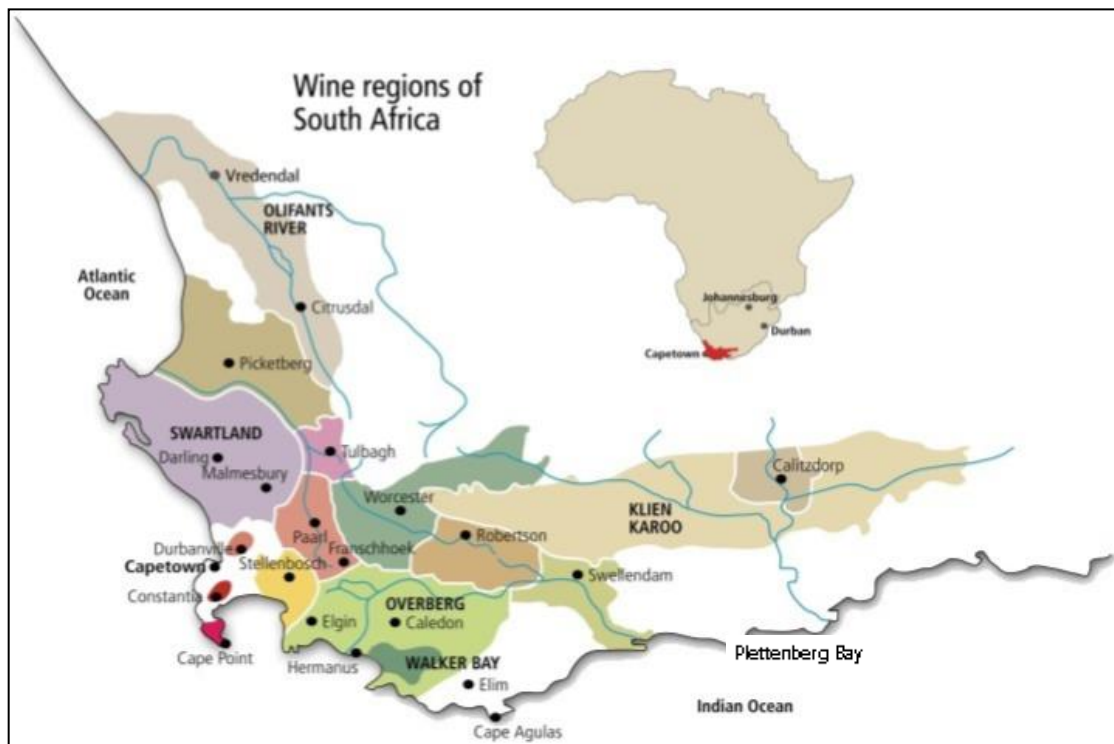 Wine regions of
South Africa
Vredendal
OLIFANTS
RIVER
Atlantic
Ocean
Citrusdal
Johannesburg
Durban
Capetown
Picketberg
SWARTLAND
Darling
Malmesbury
Tulbagh
Calitzdorp
Worcester
KLIEN
KAROO
Paarl
Robertson
Durbanville
Franschhoek
Capetown
Stellenbosch
Swellendam
Constantia
OVERBERG
Elgin
Caledon
Cape Point
Hermanus
WALKER BAY
Plettenberg Bay
Elim
Indian Ocean
Cape Agulas